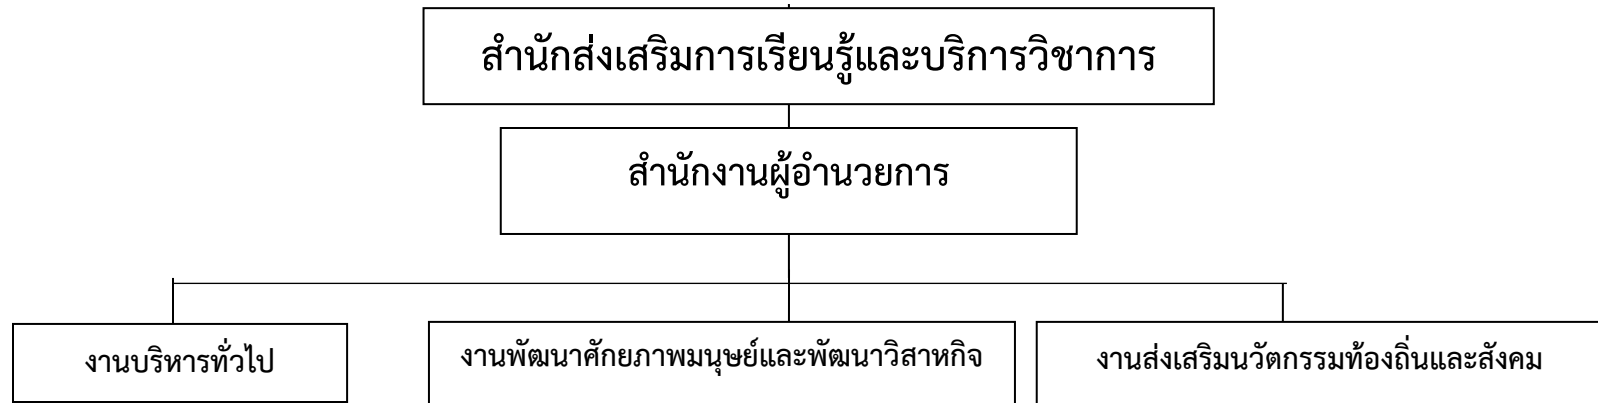 สำนักส่งเสริมการเรียนรู้และบริการวิชาการ
สำนักงานผู้อำนวยการ
งานบริหารทั่วไป
งานพัฒนาศักยภาพมนุษย์และพัฒนาวิสาหกิจ
งานส่งเสริมนวัตกรรมท้องถิ่นและสังคม